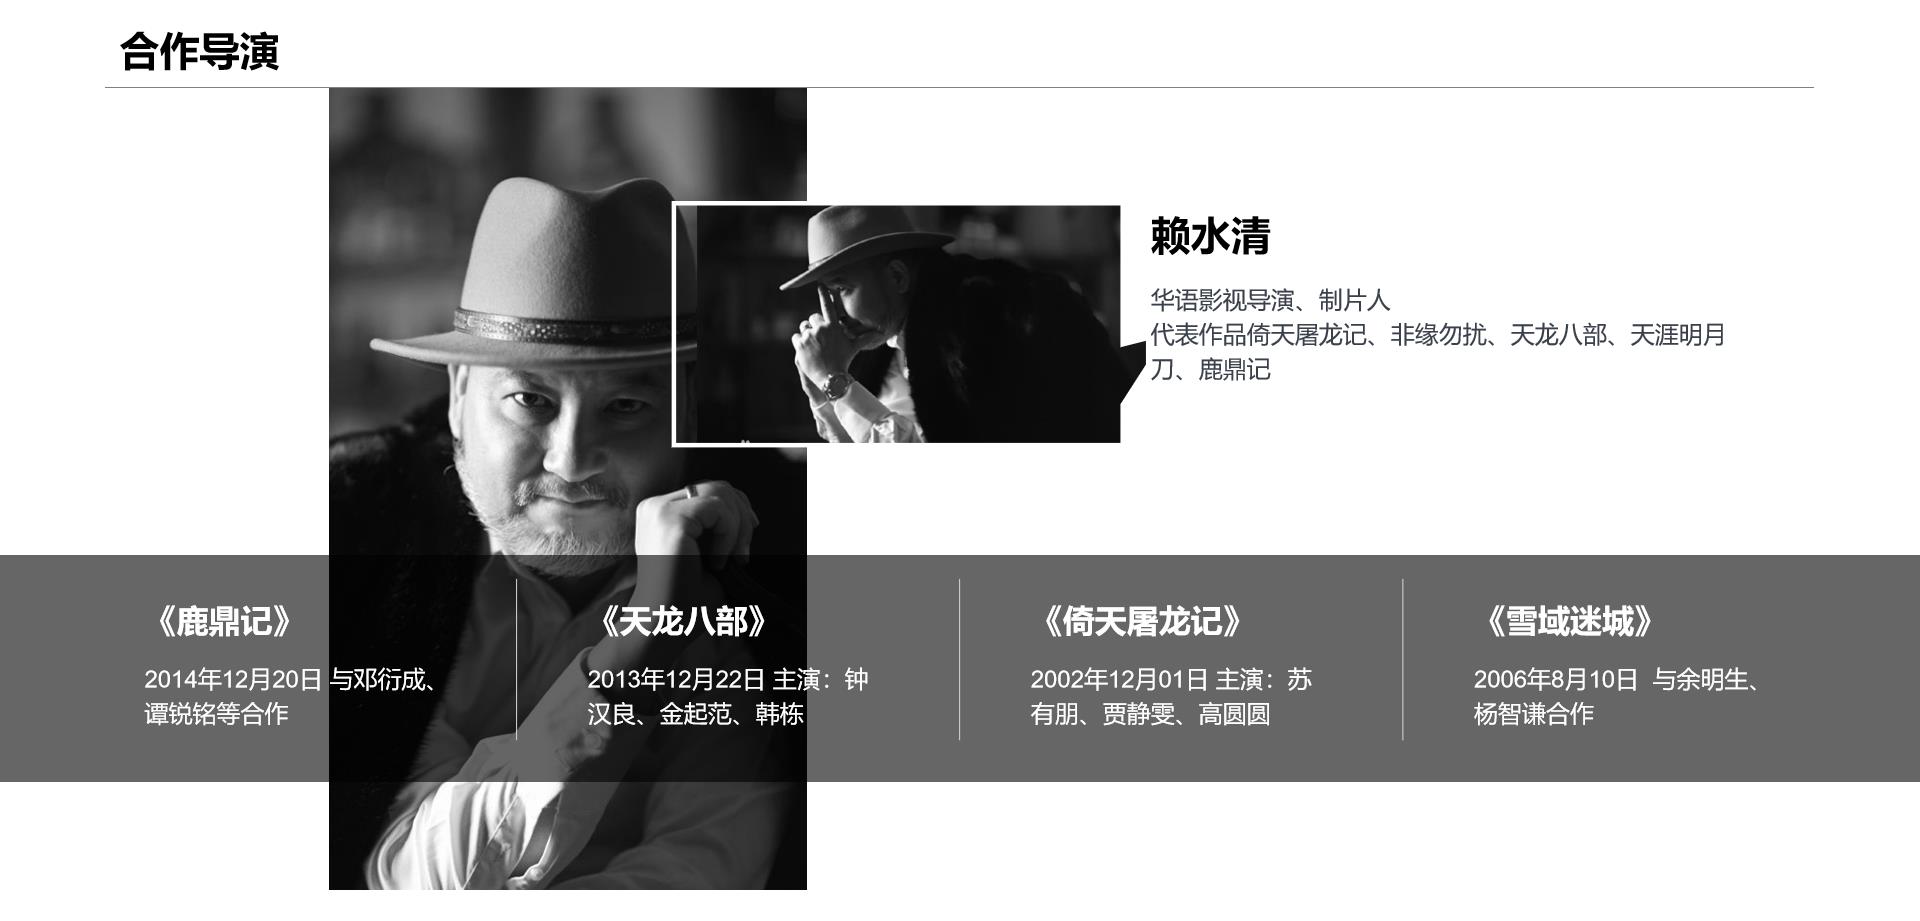 合作导演
赖水清
华语影视导演、制片人
代表作品倚天屠龙记、非缘勿扰、天龙八部、天涯明月
刀、鹿鼎记
《鹿鼎记》
2014年12月20日 与邓衍成、
谭锐铭等合作
《天龙八部》
2013年12月22日 主演：钟
汉良、金起范、韩栋
《倚天屠龙记》
2002年12月01日 主演：苏
有朋、贾静雯、高圆圆
《雪域迷城》
2006年8月10日 与余明生、
杨智谦合作